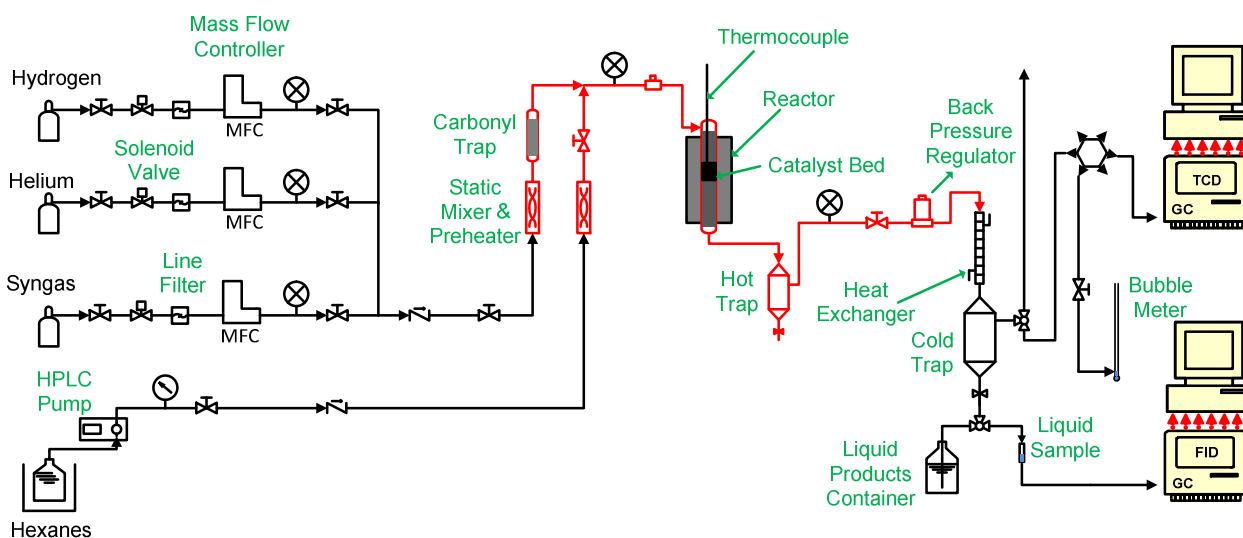 Mass Flow
Controller
Hydrogen
MFC
Solenoid
Valve
Helium
MFC
Line
Filter
Syngas
MFC
HPLC
Pump
Hexanes
Carbonyl
Trap
Static
Mixer &
Preheater
Thermocouple
Reactor
Catalyst Bed
Hot
Trap
Back
Pressure
Regulator
Heat
Exchanger
Cold
Trap
Liquid
Products
Container
Liquid
Sample
Bubble
Meter
TCD
GC
FID
GC